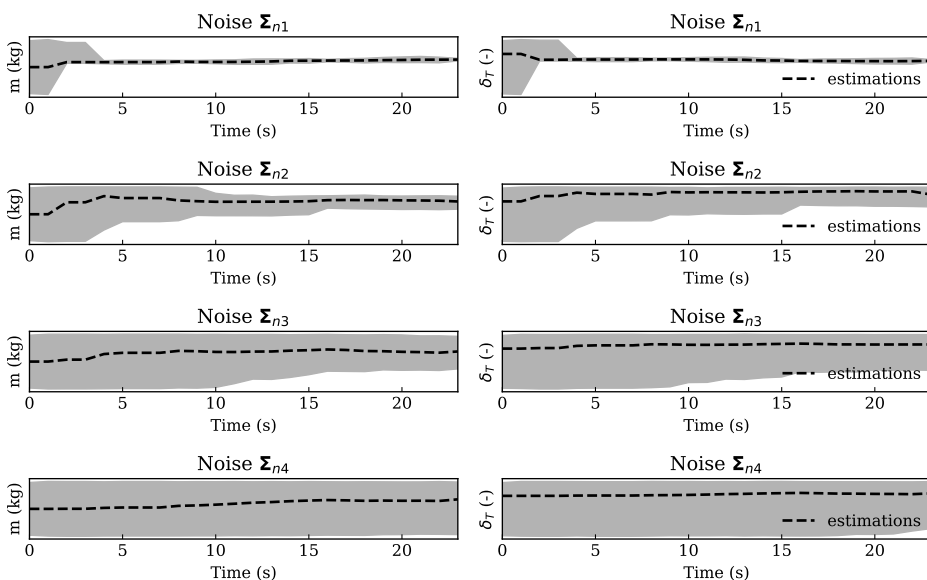 Noise Σn1
m (kg)
0 5 10 15 20
Time (s)
Noise Σn1
δT (-)
estimations
0 5 10 15 20
Time (s)
Noise Σn2
m (kg)
0 5 10 15 20
Time (s)
Noise Σn2
δT (-)
estimations
0 5 10 15 20
Time (s)
Noise Σn3
m (kg)
0 5 10 15 20
Time (s)
Noise Σn3
δT (-)
estimations
0 5 10 15 20
Time (s)
Noise Σn4
m (kg)
0 5 10 15 20
Time (s)
Noise Σn4
δT (-)
estimations
0 5 10 15 20
Time (s)